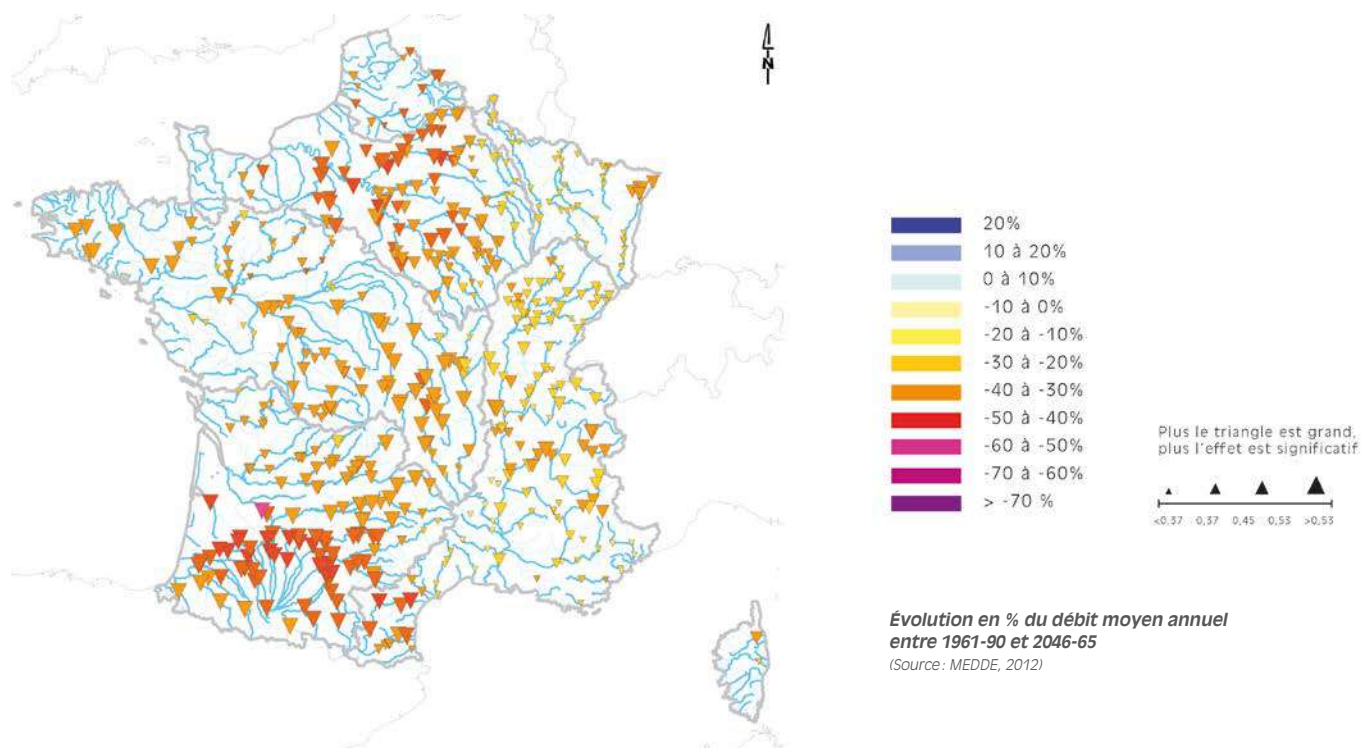 N
20%
10 à 20%
0 à 10%
-10 à 0%
-20 à -10%
-30 à -20%
-40 à -30%
-50 à -40%
-60 à -50%
-70 à -60%
> -70 %
Plus le triangle est grand,
plus l'effet est significatif
<0,37 0,37 0,45 0,53 >0,53
Évolution en % du débit moyen annuel
entre 1961-90 et 2046-65
(Source : MEDDE, 2012)